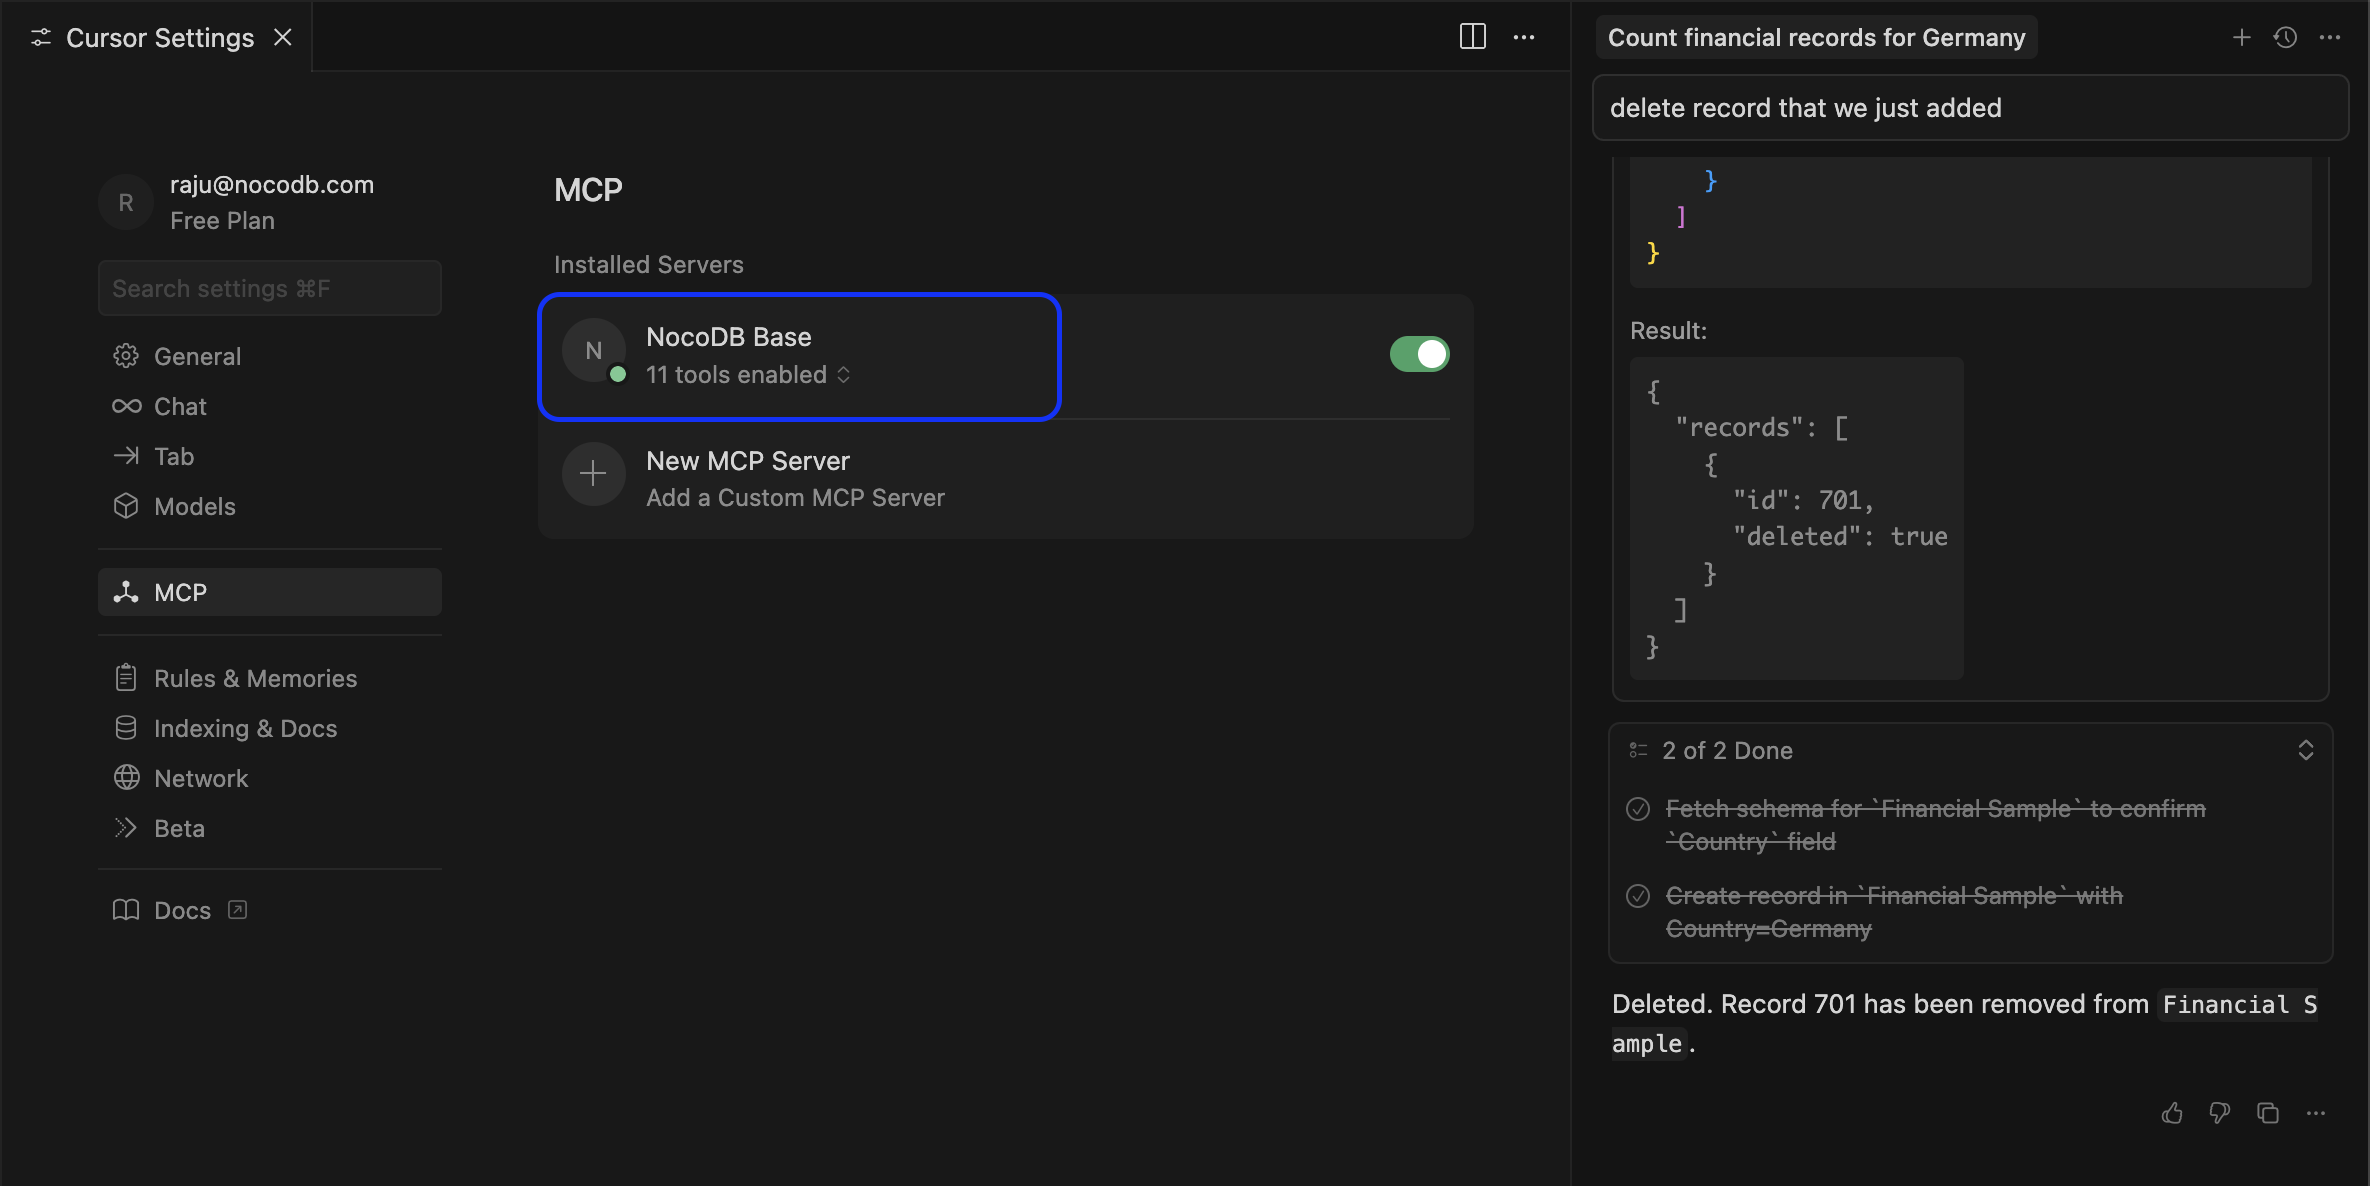 Cursor Settings
R
raju@nocodb.com
Free Plan
Search settings ⌘F
General
Chat
Tab
Models
MCP
Rules & Memories
Indexing & Docs
Network
Beta
Docs
MCP
Installed Servers
N
NocoDB Base
11 tools enabled
New MCP Server
Add a Custom MCP Server
Count financial records for Germany
delete record that we just added
}
]
}
Result:
{
"records": [
{
"id": 701,
"deleted": true
}
]
}
2 of 2 Done
Fetch schema for `Financial Sample` to confirm
`Country` field
Create record in `Financial Sample` with
Country=Germany
Deleted. Record 701 has been removed from Financial S
ample.